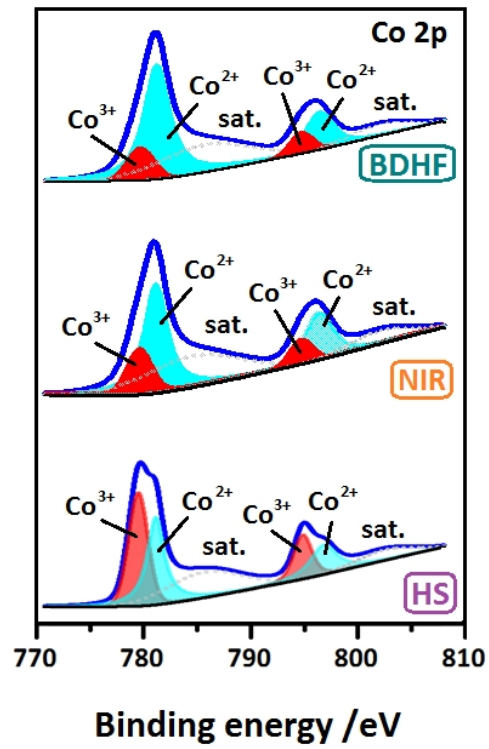 Co 2p
Co³⁺
Co²⁺
sat.
Co³⁺
Co²⁺
sat.
BDHF
Co³⁺
Co²⁺
sat.
Co³⁺
Co²⁺
sat.
NIR
Co³⁺
Co²⁺
sat.
Co³⁺
Co²⁺
sat.
HS
770 780 790 800 810
Binding energy /eV